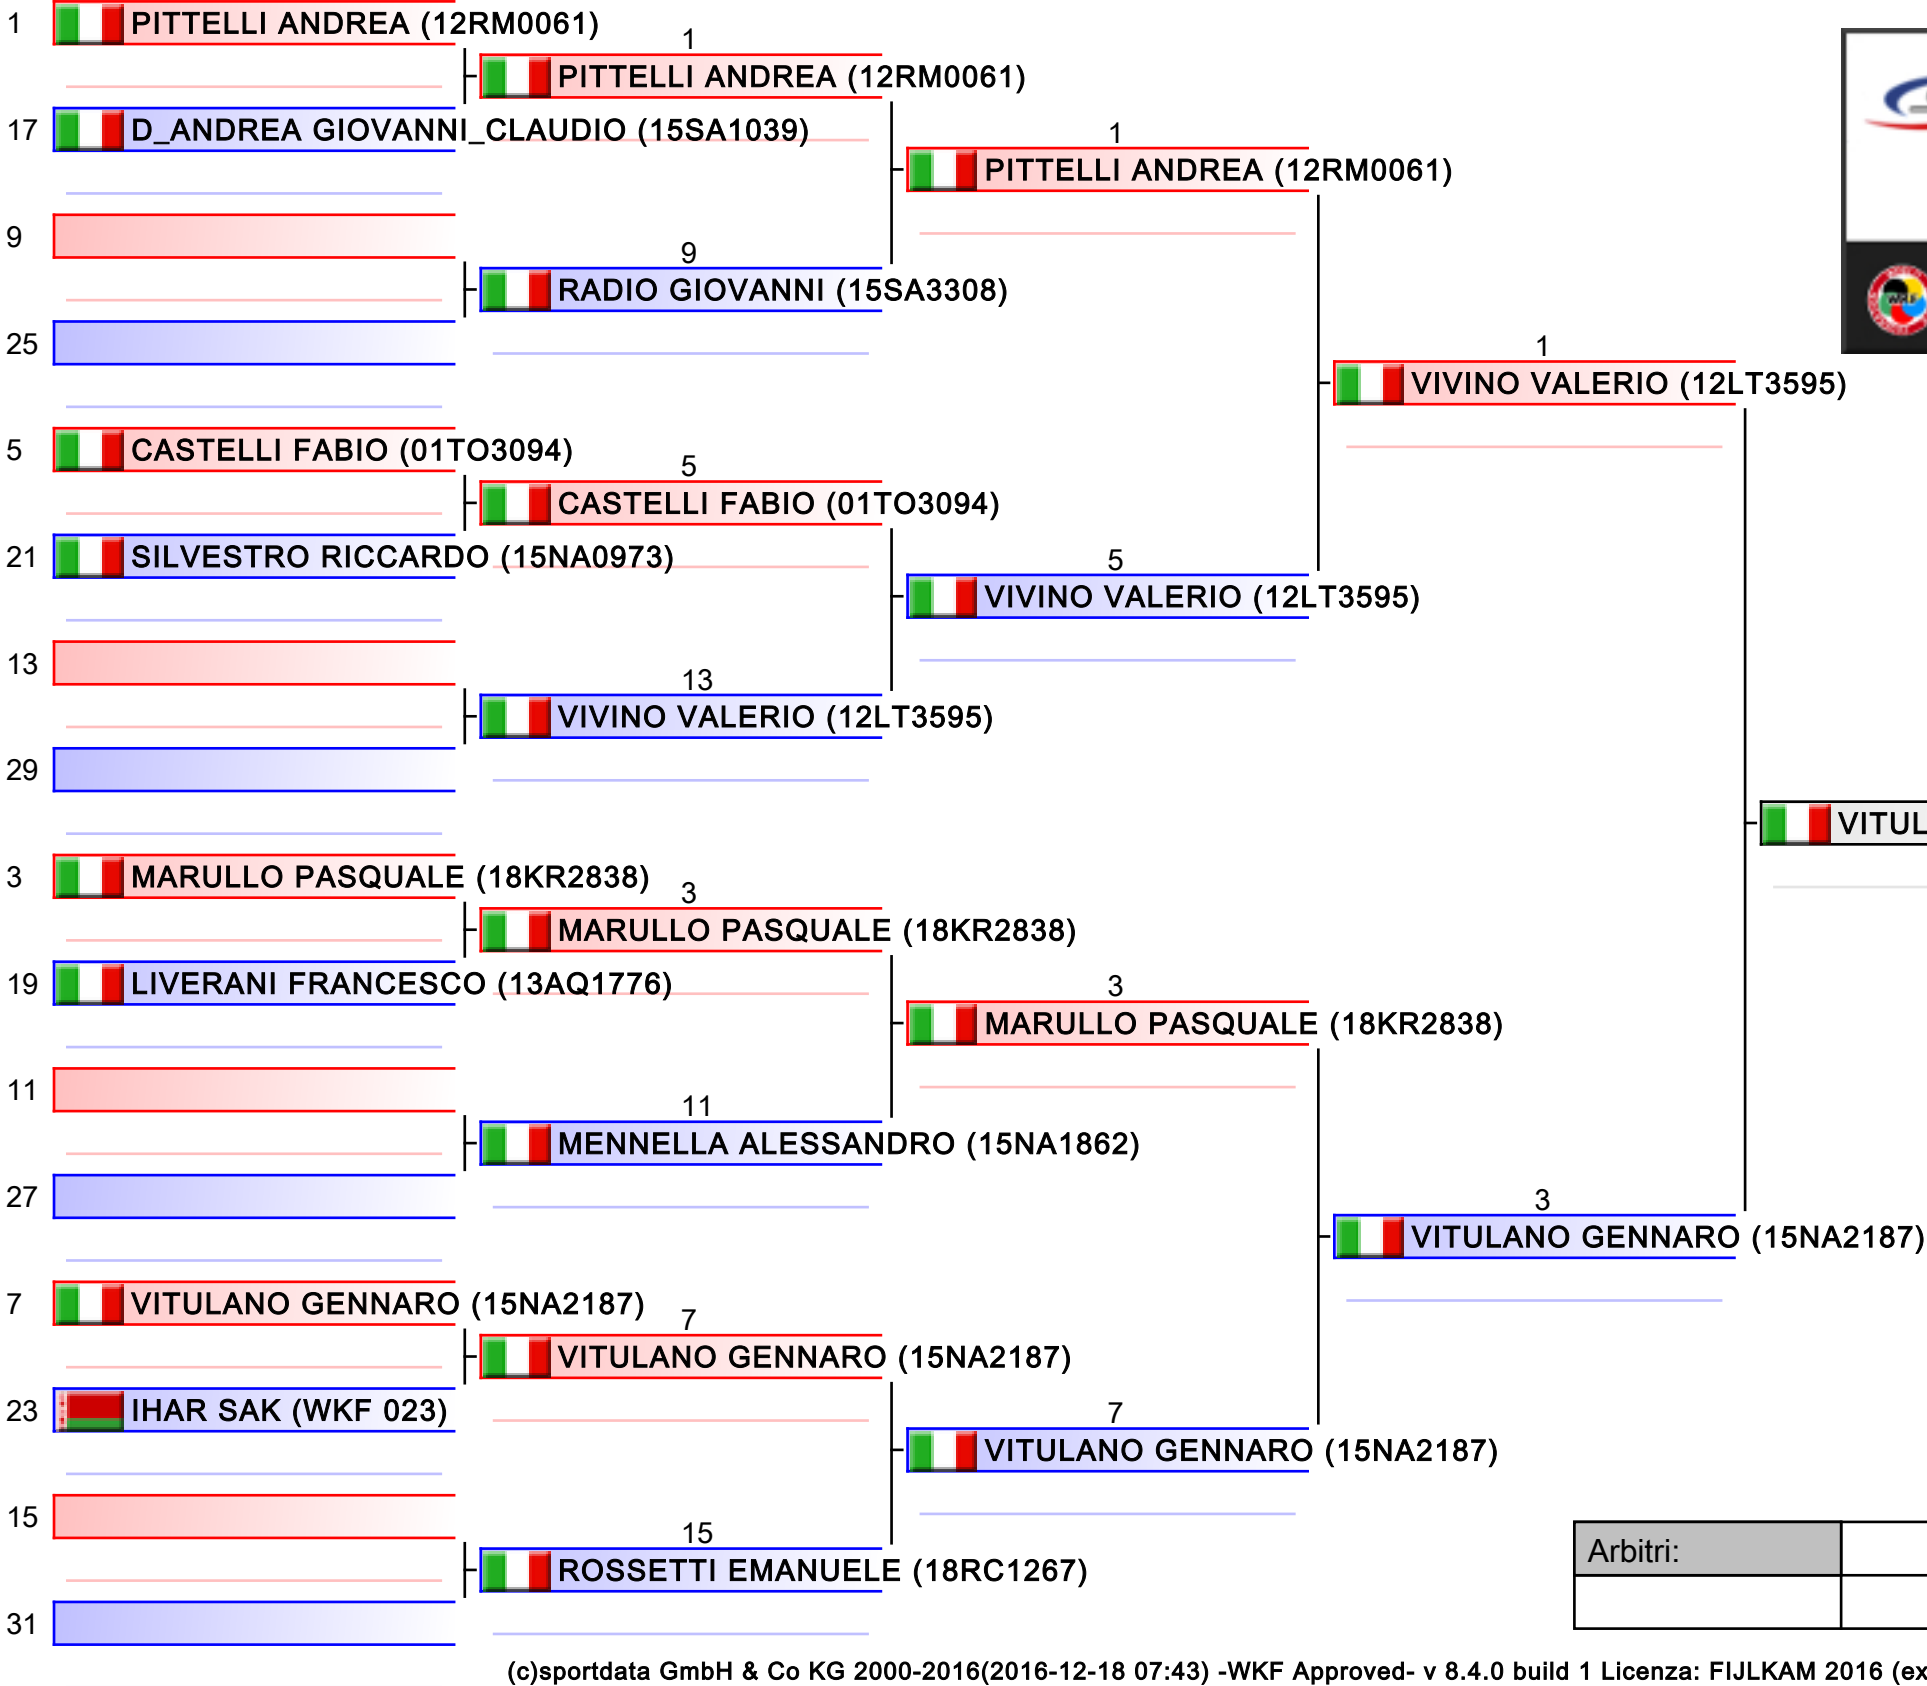 1 PITTELLI ANDREA (12RM0061)
17 D_ANDREA GIOVANNI_CLAUDIO (15SA1039)
9
25
5 CASTELLI FABIO (01TO3094)
21 SILVESTRO RICCARDO (15NA0973)
13
29
3 MARULLO PASQUALE (18KR2838)
19 LIVERANI FRANCESCO (13AQ1776)
11
27
7 VITULANO GENNARO (15NA2187)
23 IHAR SAK (WKF 023)
15
31
1
PITTELLI ANDREA (12RM0061)
9
RADIO GIOVANNI (15SA3308)
5
CASTELLI FABIO (01TO3094)
13
VIVINO VALERIO (12LT3595)
3
MARULLO PASQUALE (18KR2838)
11
MENNELLA ALESSANDRO (15NA1862)
7
VITULANO GENNARO (15NA2187)
15
ROSSETTI EMANUELE (18RC1267)
1
PITTELLI ANDREA (12RM0061)
5
VIVINO VALERIO (12LT3595)
3
MARULLO PASQUALE (18KR2838)
7
VITULANO GENNARO (15NA2187)
1
VIVINO VALERIO (12LT3595)
3
VITULANO GENNARO (15NA2187)
VITUL
Arbitri:
(c)sportdata GmbH & Co KG 2000-2016(2016-12-18 07:43) -WKF Approved- v 8.4.0 build 1 Licenza: FIJLKAM 2016 (ex